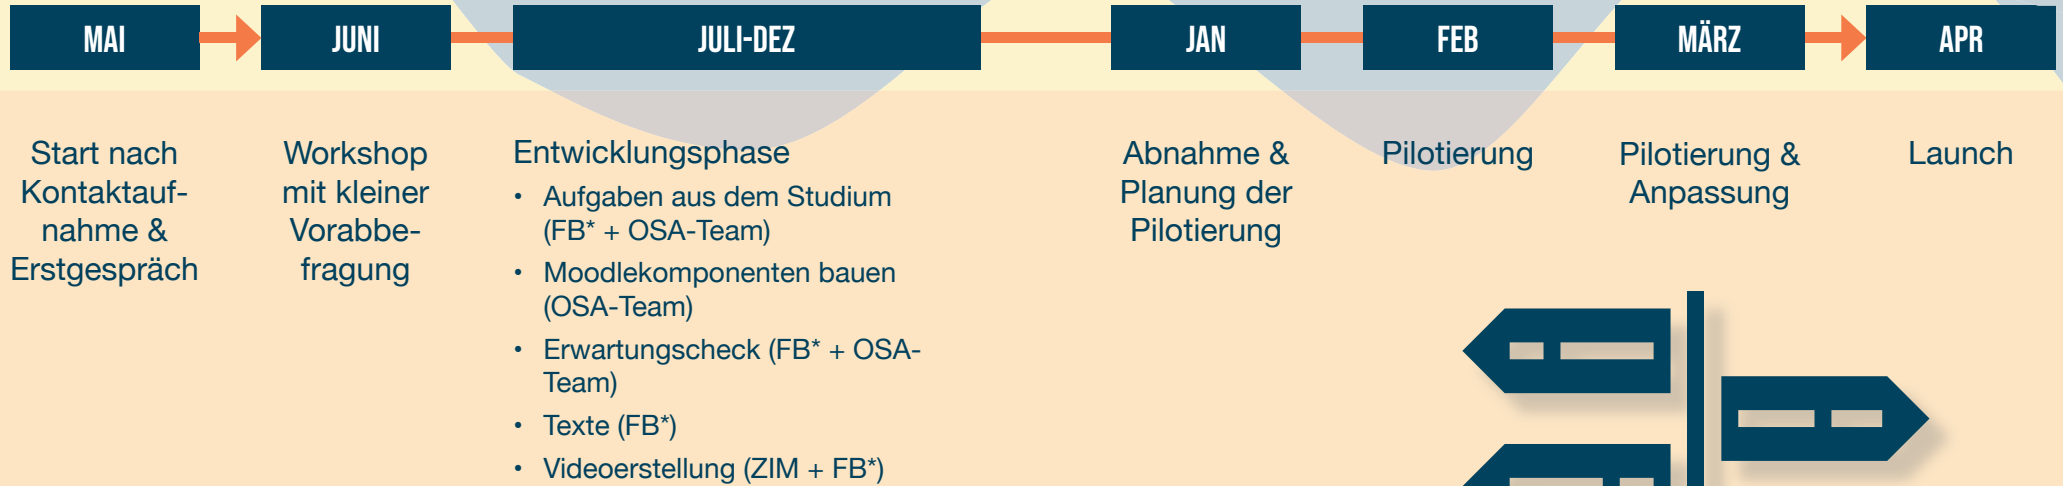 MAI
JUNI
JULI-DEZ
JAN
FEB
MÄRZ
APR
Start nach
Kontaktauf-
nahme &
Erstgespräch
Workshop
mit kleiner
Vorabbe-
fragung
Entwicklungsphase
• Aufgaben aus dem Studium
(FB* + OSA-Team)
• Moodlekomponenten bauen
(OSA-Team)
• Erwartungscheck (FB* + OSA-
Team)
• Texte (FB*)
• Videoerstellung (ZIM + FB*)
Abnahme &
Planung der
Pilotierung
Pilotierung
Pilotierung &
Anpassung
Launch